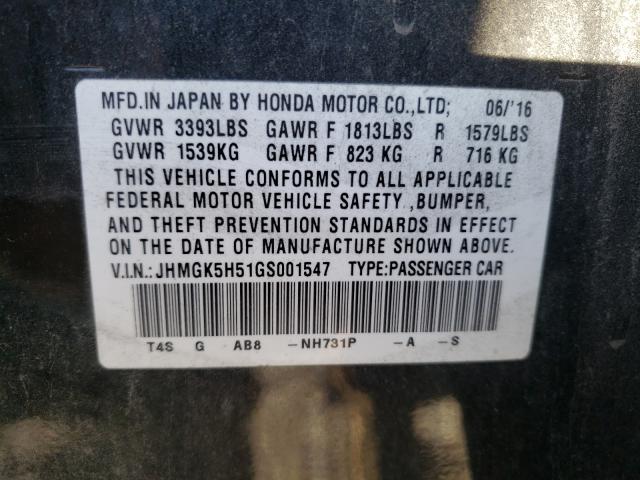 MFD.IN JAPAN BY HONDA MOTOR CO.,LTD; 06/'16
GVWR 3393LBS GAWR F 1813LBS R 1579LBS
GVWR 1539KG GAWR F 823 KG R 716 KG
THIS VEHICLE CONFORMS TO ALL APPLICABLE
FEDERAL MOTOR VEHICLE SAFETY ,BUMPER,
AND THEFT PREVENTION STANDARDS IN EFFECT
ON THE DATE OF MANUFACTURE SHOWN ABOVE.
V.I.N.:JHMGK5H51GS001547 TYPE:PASSENGER CAR
T4S G AB8 -NH731P -A -S